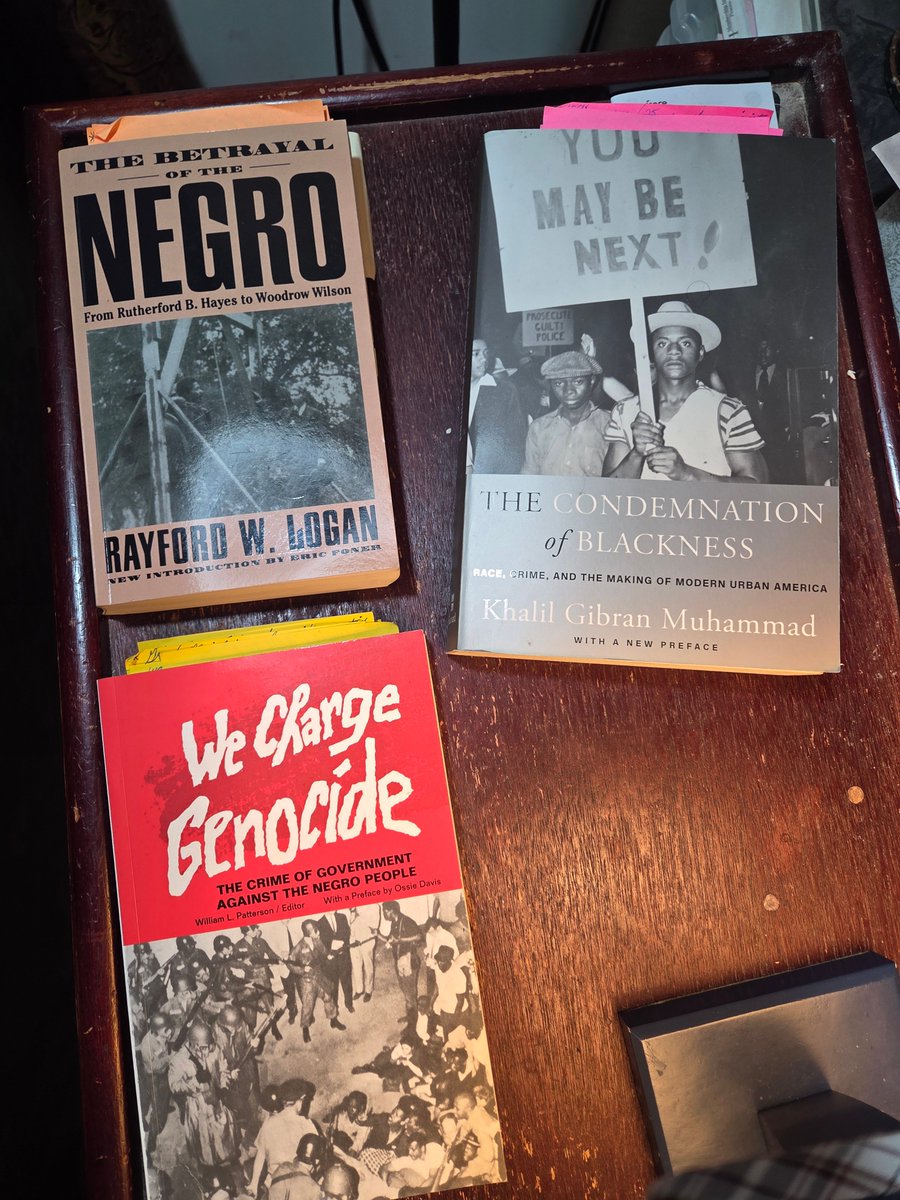 THE BETRAYAL
OF THE
NEGRO
From Rutherford B. Hayes to Woodrow Wilson
RAYFORD W. LOGAN
NEW INTRODUCTION BY ERIC FONER
YOU
MAY BE
NEXT!
PROSECUTE
GUILTY
POLICE
THE CONDEMNATION
of BLACKNESS
RACE, CRIME, AND THE MAKING OF MODERN URBAN AMERICA
Khalil Gibran Muhammad
WITH A NEW PREFACE
We Charge
Genocide
THE CRIME OF GOVERNMENT
AGAINST THE NEGRO PEOPLE
William L. Patterson / Editor With a Preface by Ossie Davis